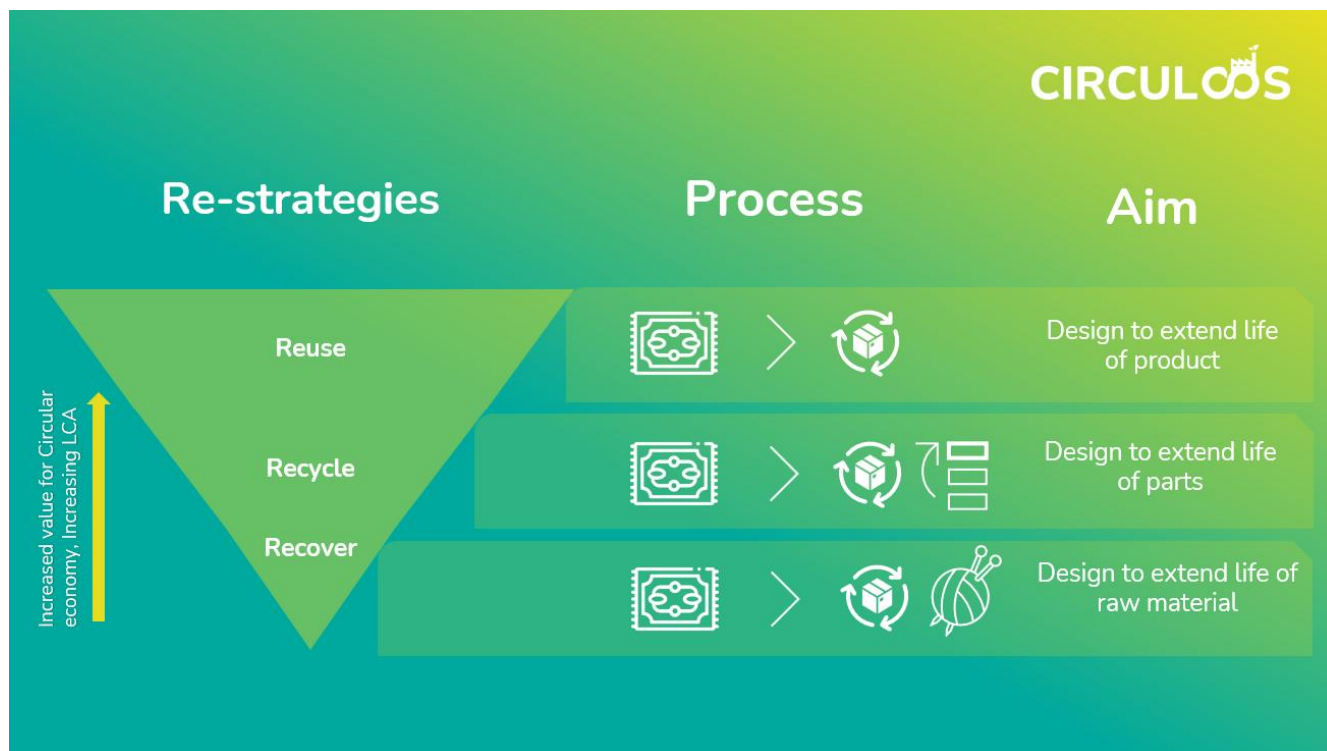 CIRCULOOS
Re-strategies
Process
Aim
Reuse
Design to extend life
of product
Increased value for Circular
economy, Increasing LCA
Recycle
Design to extend life
of parts
Recover
Design to extend life of
raw material